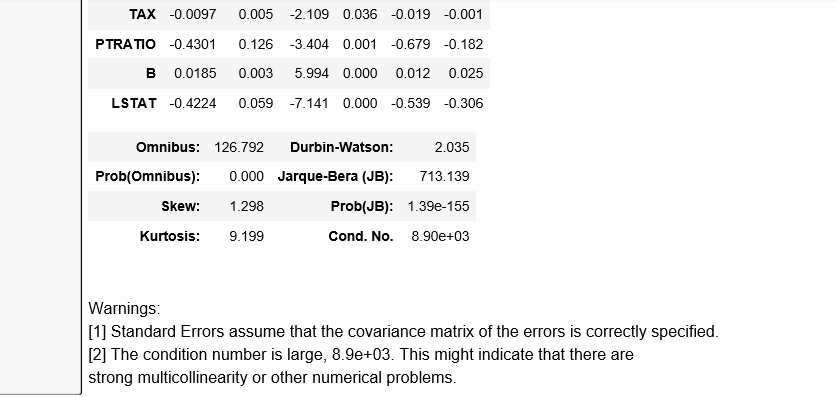 TAX -0.0097 0.005 -2.109 0.036 -0.019 -0.001
PTRATIO -0.4301 0.126 -3.404 0.001 -0.679 -0.182
B 0.0185 0.003 5.994 0.000 0.012 0.025
LSTAT -0.4224 0.059 -7.141 0.000 -0.539 -0.306
Omnibus: 126.792 Durbin-Watson: 2.035
Prob(Omnibus): 0.000 Jarque-Bera (JB): 713.139
Skew: 1.298 Prob(JB): 1.39e-155
Kurtosis: 9.199 Cond. No. 8.90e+03
Warnings:
[1] Standard Errors assume that the covariance matrix of the errors is correctly specified.
[2] The condition number is large, 8.9e+03. This might indicate that there are
strong multicollinearity or other numerical problems.